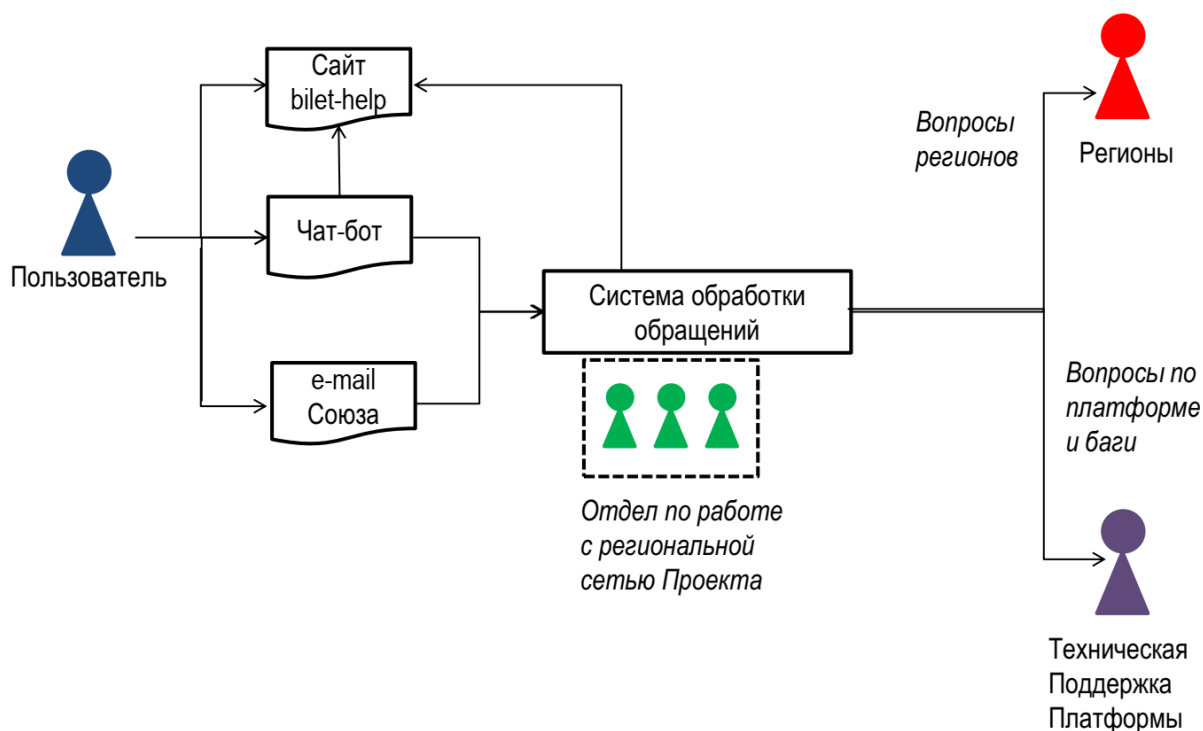 Сайт
bilet-help
Вопросы
регионов
Регионы
Чат-бот
Пользователь
Система обработки
обращений
e-mail
Союза
Вопросы по
платформе
и баги
Отдел по работе
с региональной
сетью Проекта
Техническая
Поддержка
Платформы